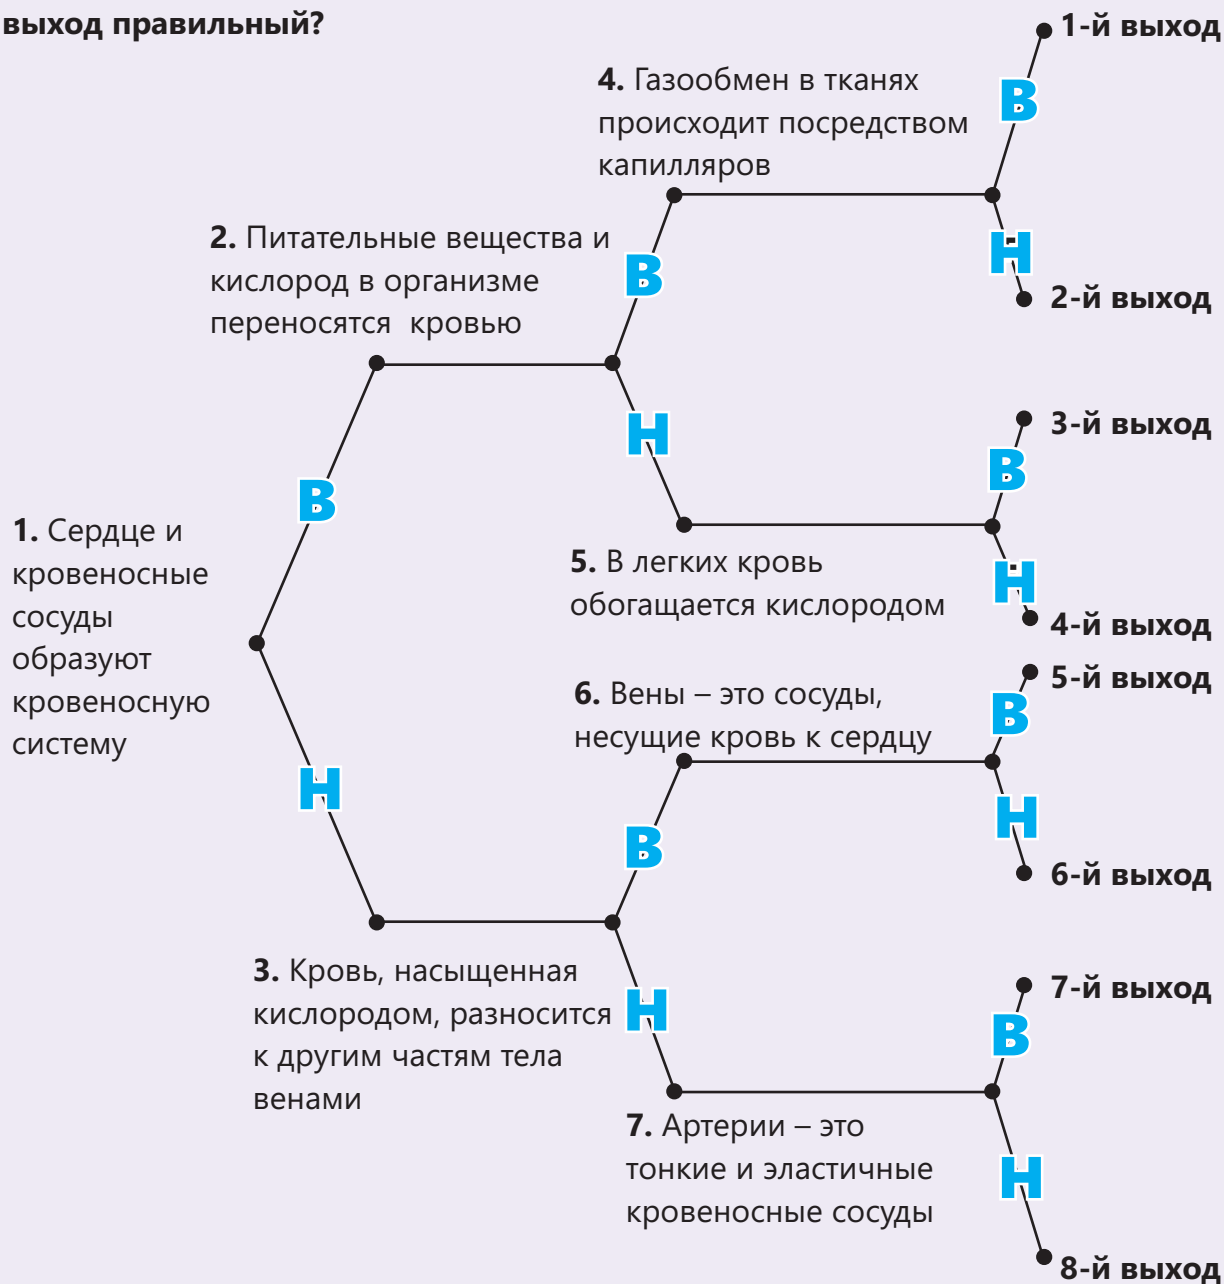 выход правильный?
1-й выход
4. Газообмен в тканях
происходит посредством
капилляров
В
Н
2-й выход
2. Питательные вещества и
кислород в организме
переносятся кровью
В
Н
3-й выход
В
Н
4-й выход
5. В легких кровь
обогащается кислородом
1. Сердце и
кровеносные
сосуды
образуют
кровеносную
систему
В
Н
5-й выход
6. Вены – это сосуды,
несущие кровь к сердцу
В
Н
6-й выход
3. Кровь, насыщенная
кислородом, разносится
к другим частям тела
венами
В
Н
7-й выход
В
Н
7. Артерии – это
тонкие и эластичные
кровеносные сосуды
8-й выход